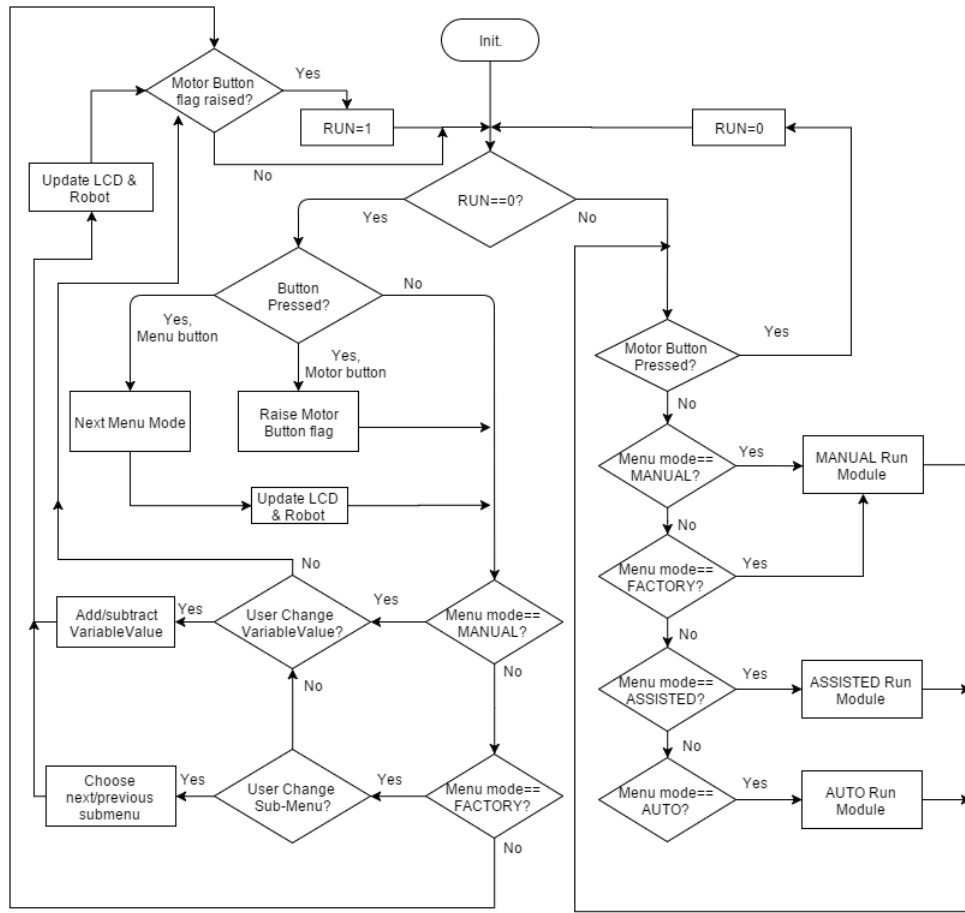 Init.
Motor Button
flag raised?
Yes
RUN=1
RUN=0
No
Update LCD &
Robot
RUN==0?
Yes
No
Button
Pressed?
No
Yes,
Menu button
Yes,
Motor button
Motor Button
Pressed?
Yes
No
Next Menu Mode
Raise Motor
Button flag
Menu mode==
MANUAL?
Yes
MANUAL Run
Module
No
Update LCD
& Robot
Menu mode==
FACTORY?
Yes
No
No
Add/subtract
VariableValue
Yes
User Change
VariableValue?
Yes
Menu mode==
MANUAL?
No
No
Menu mode==
ASSISTED?
Yes
ASSISTED Run
Module
No
Choose
next/previous
submenu
Yes
User Change
Sub-Menu?
Yes
Menu mode==
FACTORY?
No
Menu mode==
AUTO?
Yes
AUTO Run
Module